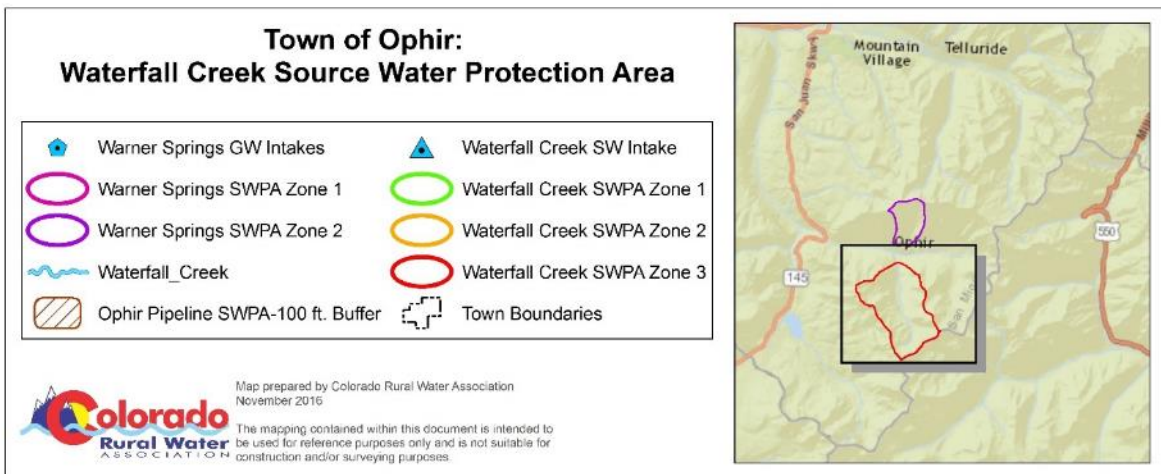 Town of Ophir:
Waterfall Creek Source Water Protection Area
Warner Springs GW Intakes
Waterfall Creek SW Intake
Warner Springs SWPA Zone 1
Waterfall Creek SWPA Zone 1
Warner Springs SWPA Zone 2
Waterfall Creek SWPA Zone 2
Waterfall_Creek
Waterfall Creek SWPA Zone 3
Ophir Pipeline SWPA-100 ft. Buffer
Town Boundaries
Colorado
Rural Water
ASSOCIATION
Map prepared by Colorado Rural Water Association
November 2016
The mapping contained within this document is intended to
be used for reference purposes only and is not suitable for
construction and/or surveying purposes.
Mountain
Village
Telluride
San Juan Skwy
Ophir
550
145